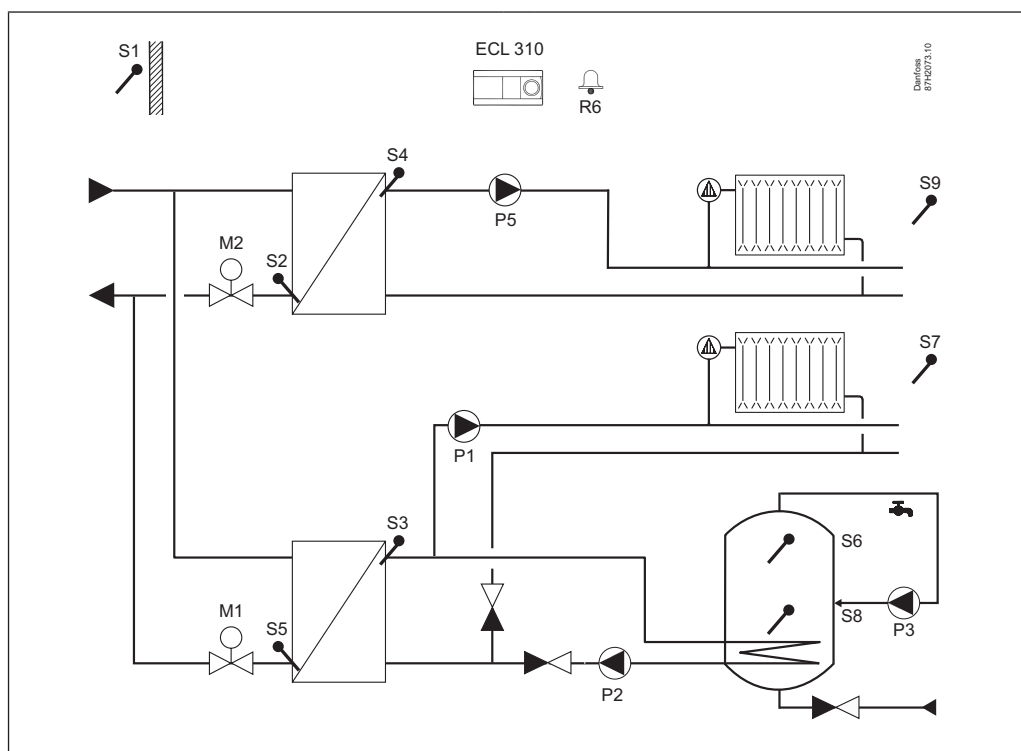 S1
ECL 310
R6
Danfoss
87H2073.10
S4
P5
S9
M2
S2
S7
P1
S3
S6
M1
S5
S8
P3
P2